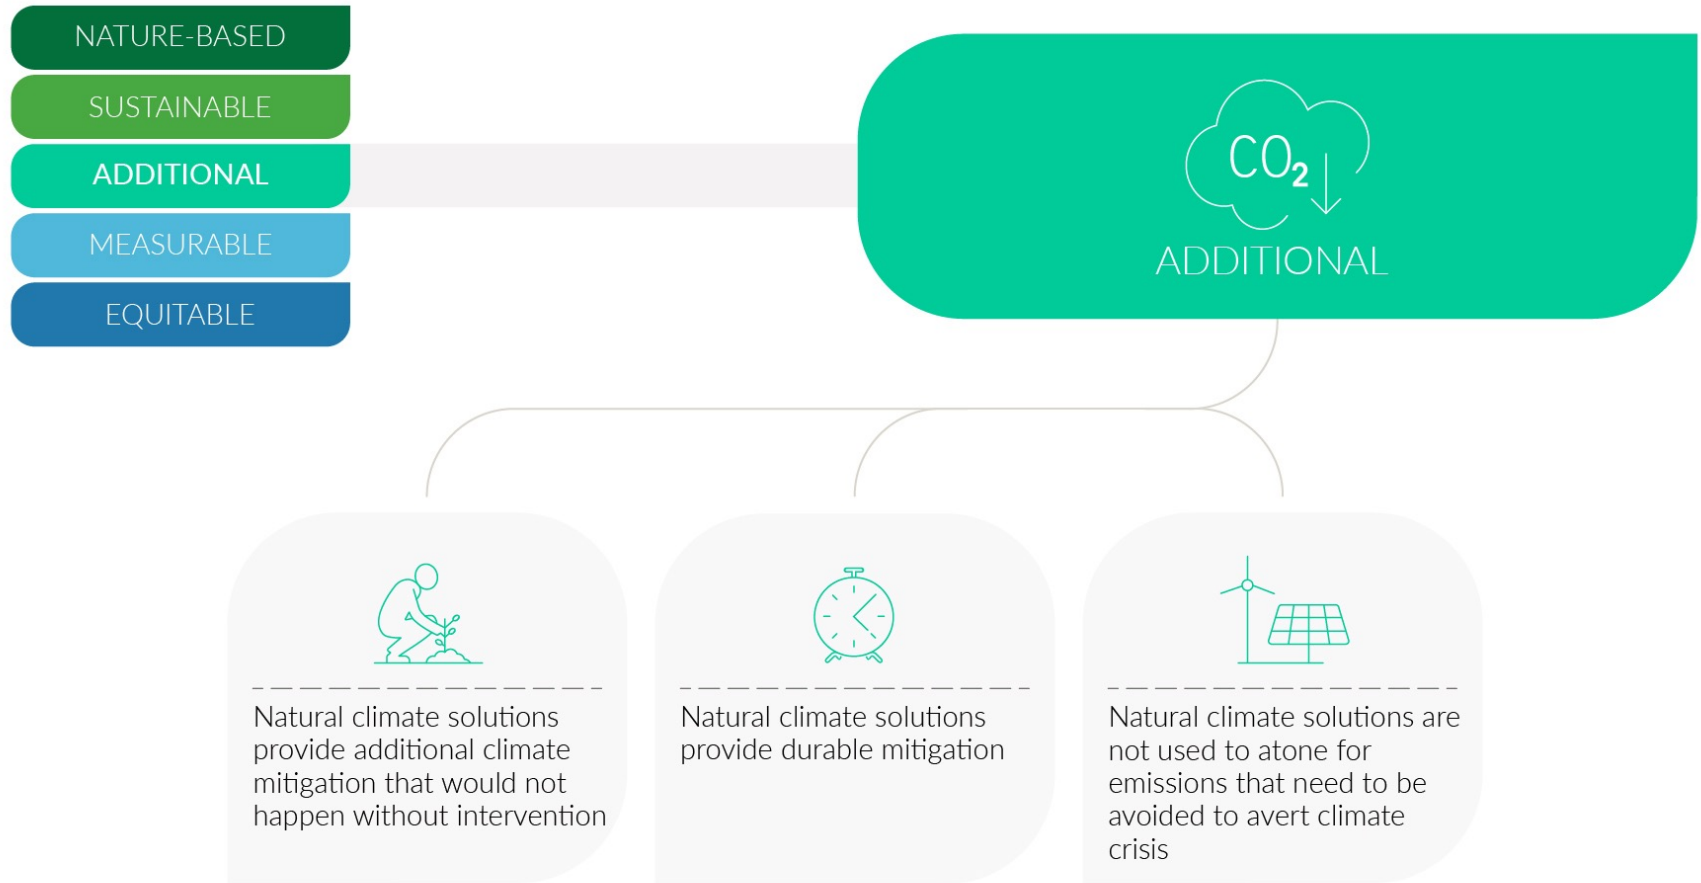 NATURE-BASED
SUSTAINABLE
ADDITIONAL
MEASURABLE
EQUITABLE
CO₂
ADDITIONAL
Natural climate solutions
provide additional climate
mitigation that would not
happen without intervention
Natural climate solutions
provide durable mitigation
Natural climate solutions are
not used to atone for
emissions that need to be
avoided to avert climate
crisis